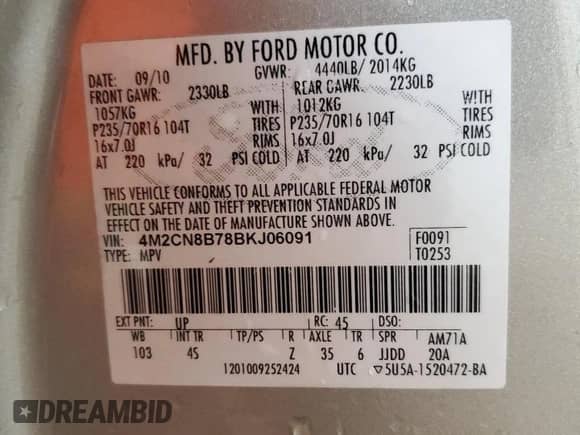 MFD. BY FORD MOTOR CO.
DATE: 09/10 GVWR: 4440LB/ 2014KG
FRONT GAWR: 2330LB REAR GAWR: 2230LB
1057KG WITH 1012KG WITH
P235/70R16 104T TIRES P235/70R16 104T TIRES
16x7.0J RIMS 16x7.0J RIMS
AT 220 kPa/ 32 PSI COLD AT 220 kPa/ 32 PSI COLD
THIS VEHICLE CONFORMS TO ALL APPLICABLE FEDERAL MOTOR
VEHICLE SAFETY AND THEFT PREVENTION STANDARDS IN
EFFECT ON THE DATE OF MANUFACTURE SHOWN ABOVE.
VIN: 4M2CN8B78BKJ06091 F0091
TYPE: MPV T0253
EXT PNT: UP RC: 45 DSO:
WB INT TR TP/PS R AXLE TR SPR AM71A
103 4S Z 35 6 JJDD 20A
1201009252424 UTC ▽5U5A-1520472-BA
DREAMBID